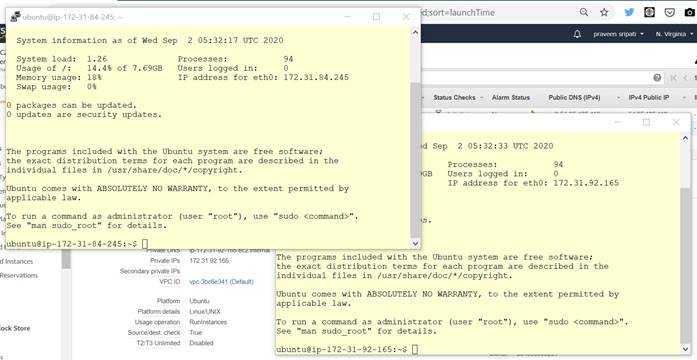 ubuntu@ip-172-31-84-245: ~
System information as of Wed Sep  2 05:32:17 UTC 2020
System load:  1.26    Processes:    94
Usage of /:   14.4% of 7.69GB    Users logged in:    0
Memory usage: 18%    IP address for eth0: 172.31.84.245
Swap usage:   0%
0 packages can be updated.
0 updates are security updates.
The programs included with the Ubuntu system are free software;
the exact distribution terms for each program are described in the
individual files in /usr/share/doc/*/copyright.
Ubuntu comes with ABSOLUTELY NO WARRANTY, to the extent permitted by
applicable law.
To run a command as administrator (user "root"), use "sudo <command>".
See "man sudo_root" for details.
ubuntu@ip-172-31-84-245:~$
d;sort=launchTime
praveen sripati
N. Virginia
Status Checks
Alarm Status
Public DNS (IPv4)
IPv4 Public IP
ed Sep  2 05:32:33 UTC 2020
Processes:    94
9GB    Users logged in:    0
IP address for eth0: 172.31.92.165
es.
The programs included with the Ubuntu system are free software;
the exact distribution terms for each program are described in the
individual files in /usr/share/doc/*/copyright.
Ubuntu comes with ABSOLUTELY NO WARRANTY, to the extent permitted by
applicable law.
To run a command as administrator (user "root"), use "sudo <command>".
See "man sudo_root" for details.
ubuntu@ip-172-31-92-165:~$
Private DNS    ip-172-31-92-165.ec2.internal
Private IPs    172.31.92.165
Secondary private IPs
VPC ID    vpc-3bc6e341 (Default)
Platform    Ubuntu
Platform details    Linux/UNIX
Usage operation    RunInstances
Source/dest. check    True
T2/T3 Unlimited    Disabled
d Instances
Reservations
lock Store